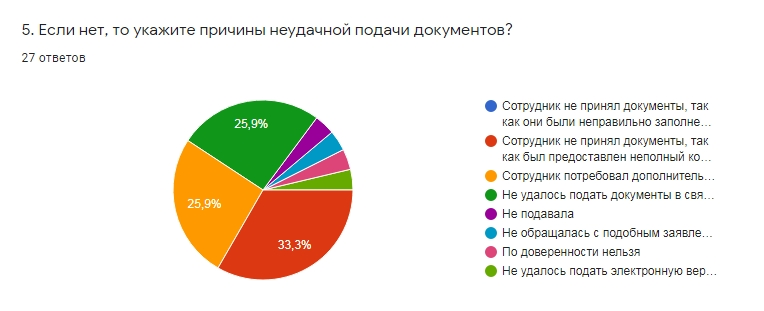 5. Если нет, то укажите причины неудачной подачи документов?
27 ответов
25,9%
25,9%
33,3%
Сотрудник не принял документы, так
как они были неправильно заполне...
Сотрудник не принял документы, так
как был предоставлен неполный ко...
Сотрудник потребовал дополнитель...
Не удалось подать документы в свя...
Не подавала
Не обращалась с подобным заявле...
По доверенности нельзя
Не удалось подать электронную вер...